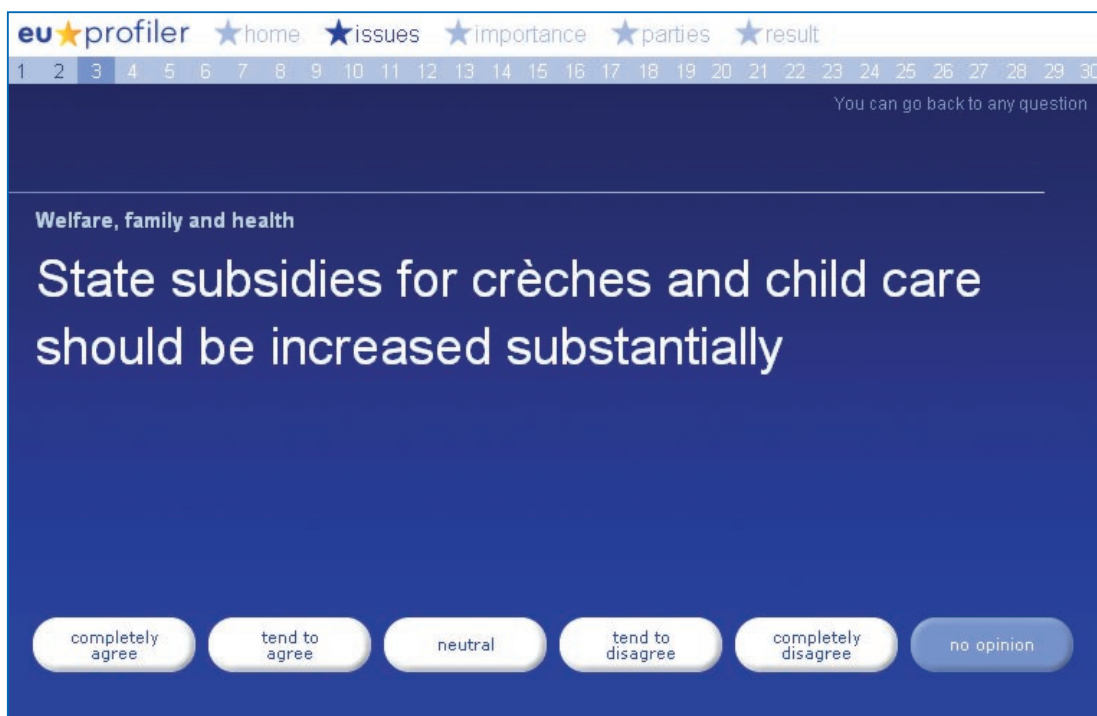 eu profiler home issues importance parties result
1 2 3 4 5 6 7 8 9 10 11 12 13 14 15 16 17 18 19 20 21 22 23 24 25 26 27 28 29 30
You can go back to any question
Welfare, family and health
State subsidies for crèches and child care
should be increased substantially
completely
agree
tend to
agree
neutral
tend to
disagree
completely
disagree
no opinion